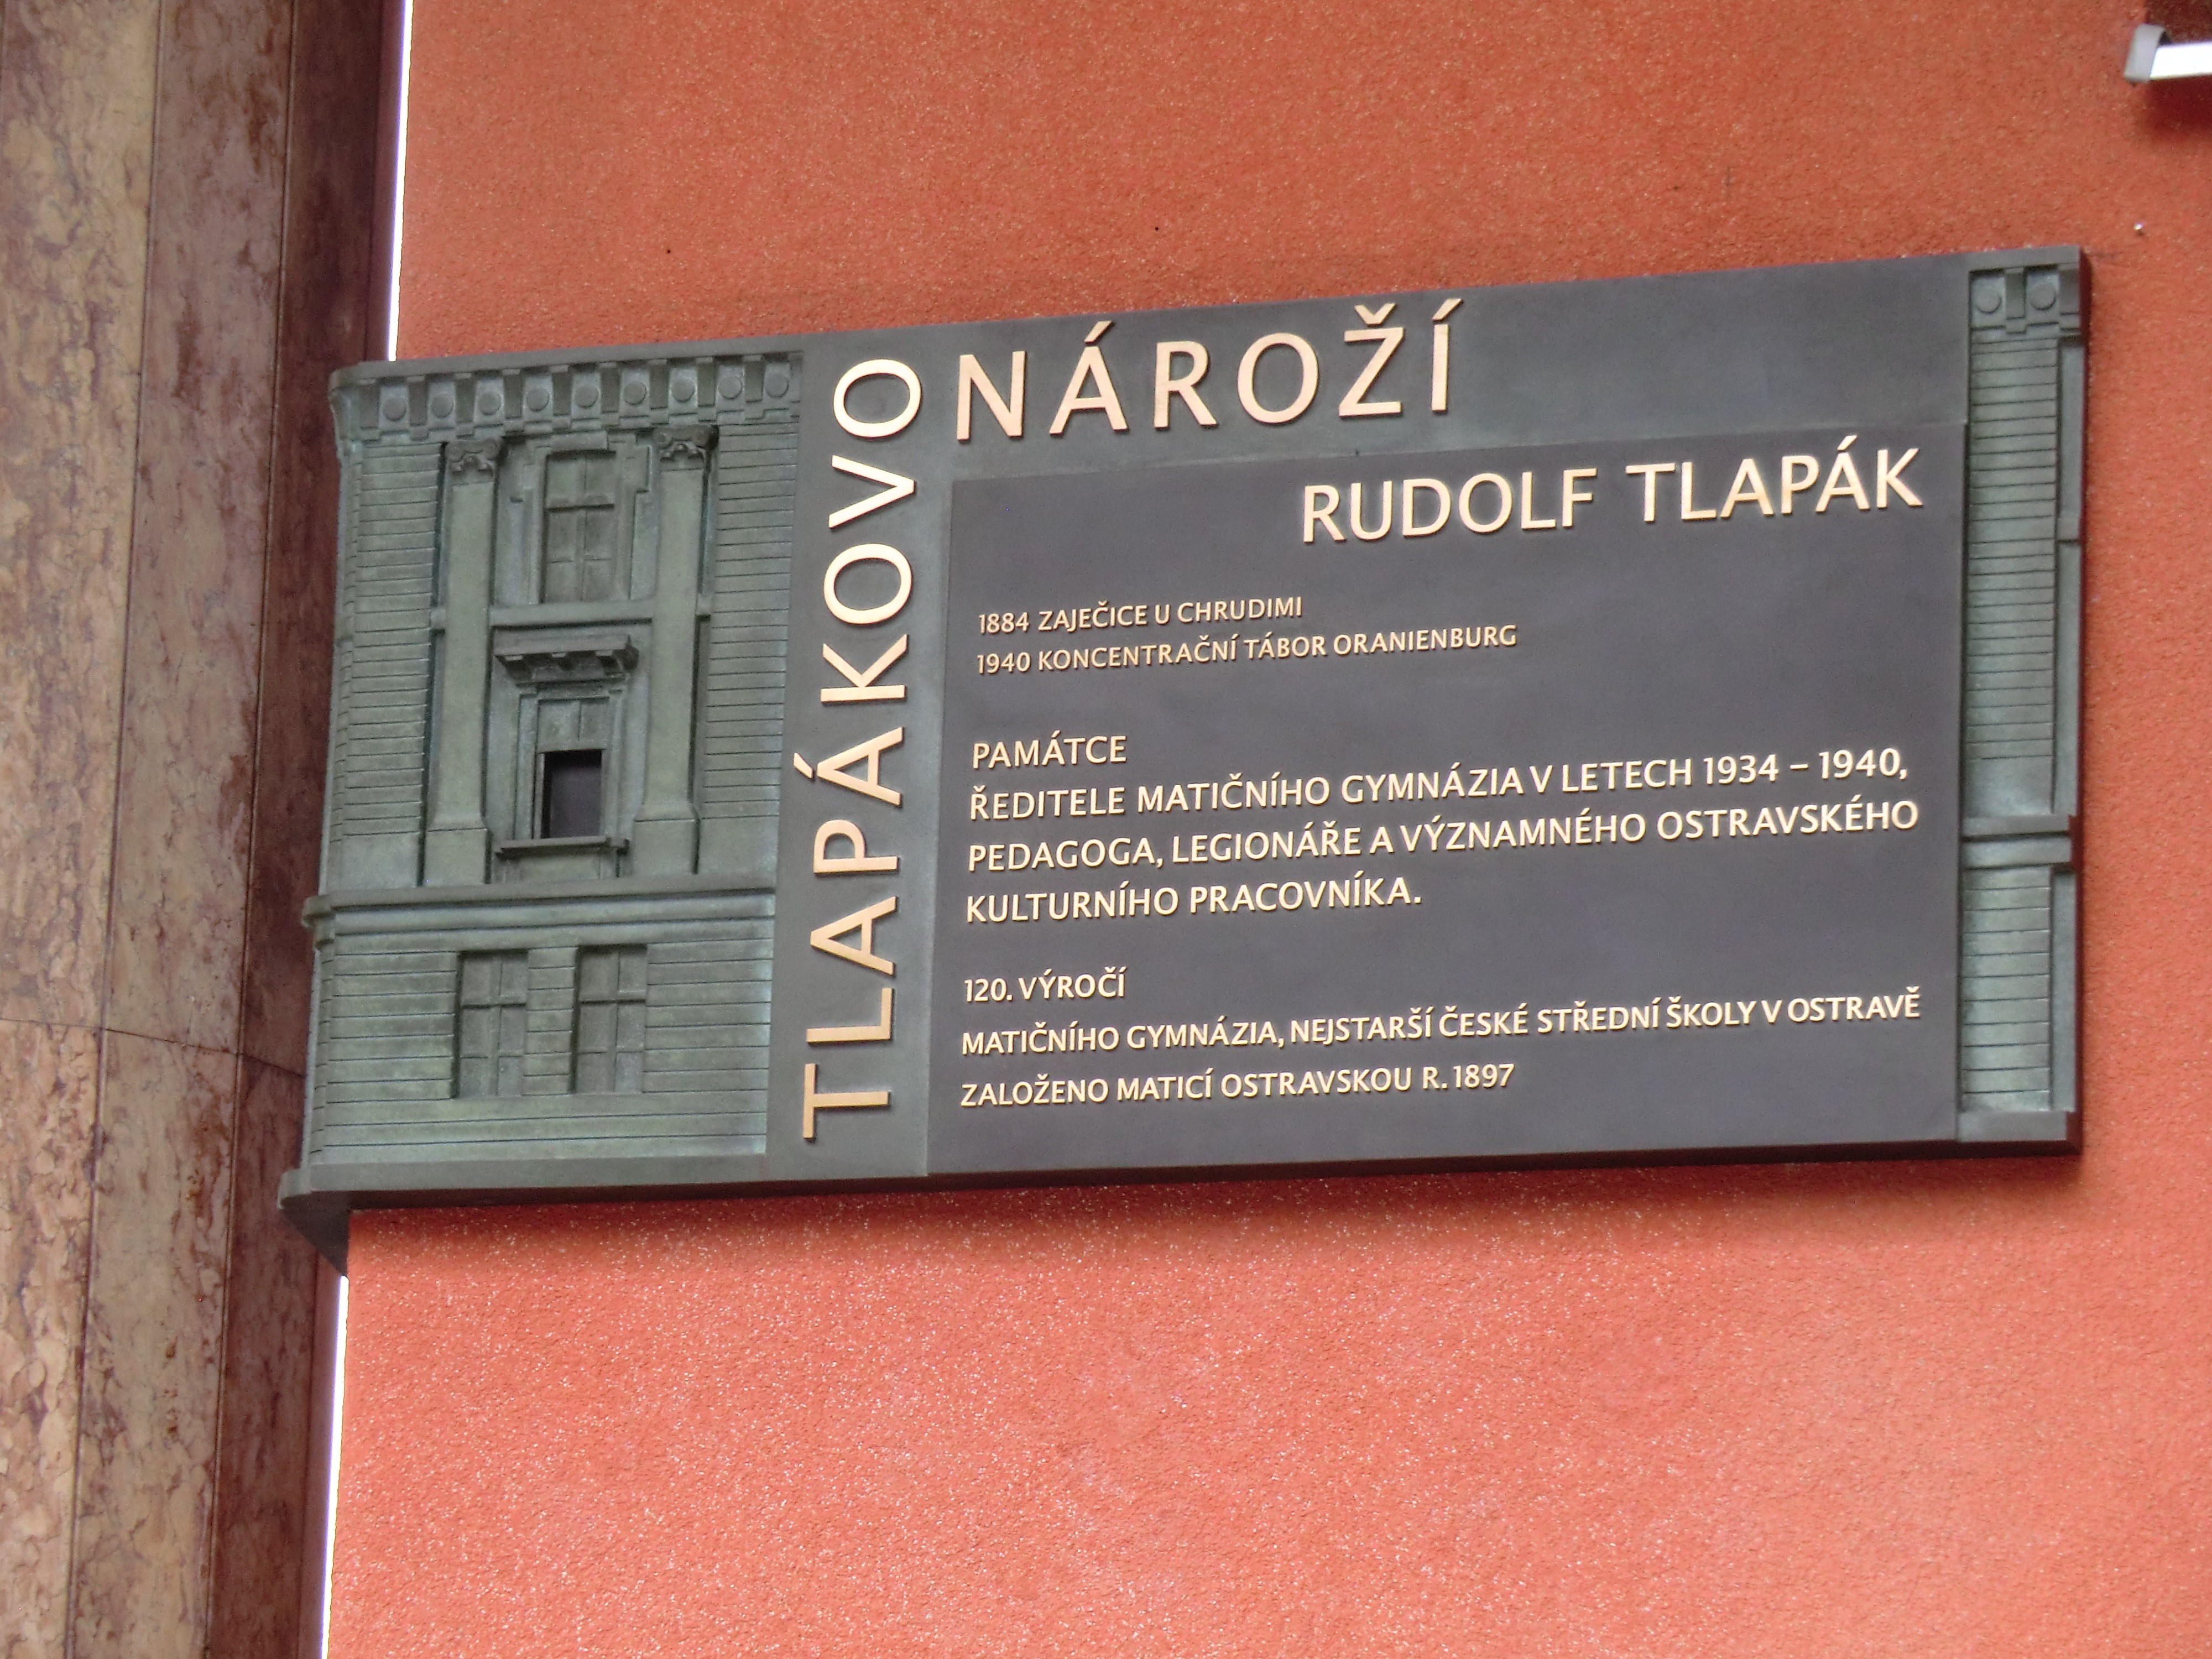 TLAPÁKOVO
NÁROŽÍ
RUDOLF TLAPÁK
1884 ZAJEČICE U CHRUDIMI
1940 KONCENTRAČNÍ TÁBOR ORANIENBURG
PAMÁTCE
ŘEDITELE MATIČNÍHO GYMNÁZIA V LETECH 1934 – 1940,
PEDAGOGA, LEGIONÁŘE A VÝZNAMNÉHO OSTRAVSKÉHO
KULTURNÍHO PRACOVNÍKA.
120. VÝROČÍ
MATIČNÍHO GYMNÁZIA, NEJSTARŠÍ ČESKÉ STŘEDNÍ ŠKOLY V OSTRAVĚ
ZALOŽENO MATICÍ OSTRAVSKOU R. 1897